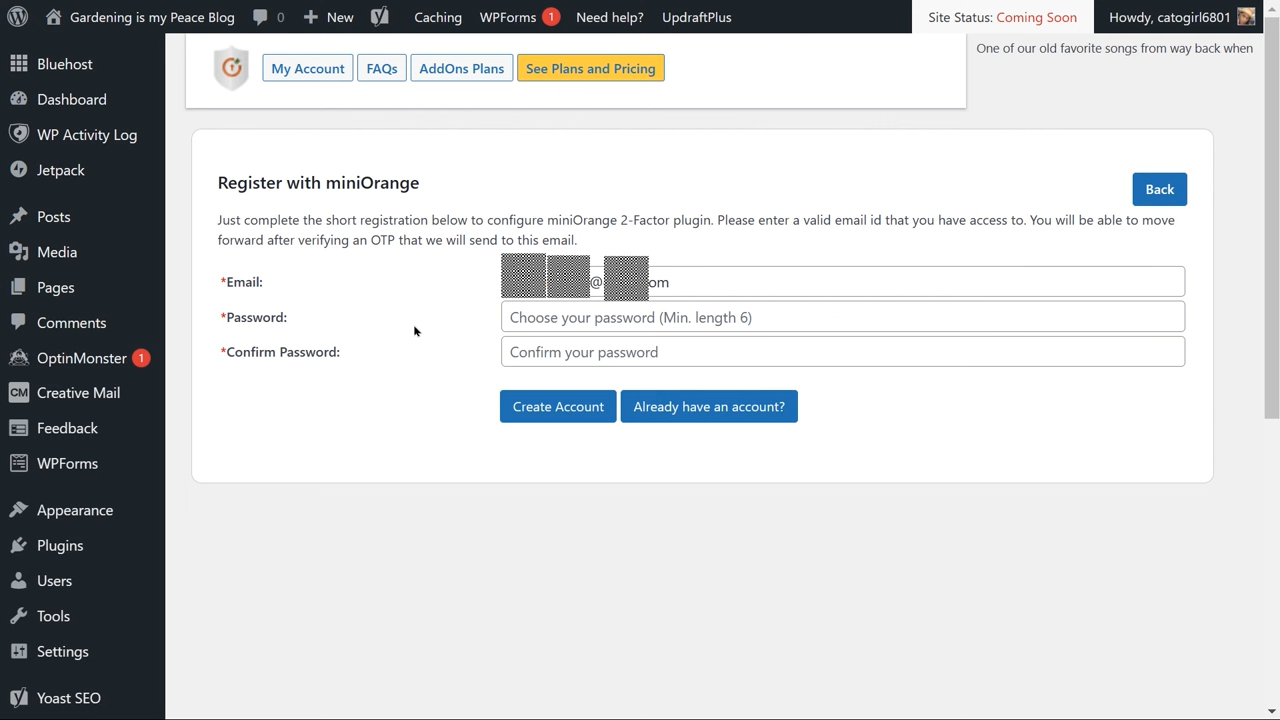 Gardening is my Peace Blog 0 New Caching WPForms 1 Need help? UpdraftPlus Site Status: Coming Soon Howdy, catogirl6801
One of our old favorite songs from way back when
My Account FAQs AddOns Plans See Plans and Pricing
Bluehost
Dashboard
WP Activity Log
Jetpack
Posts
Media
Pages
Comments
OptinMonster 1
CM Creative Mail
Feedback
WPForms
Appearance
Plugins
Users
Tools
Settings
Yoast SEO
Register with miniOrange
Back
Just complete the short registration below to configure miniOrange 2-Factor plugin. Please enter a valid email id that you have access to. You will be able to move
forward after verifying an OTP that we will send to this email.
*Email: @ om
*Password: Choose your password (Min. length 6)
*Confirm Password: Confirm your password
Create Account Already have an account?